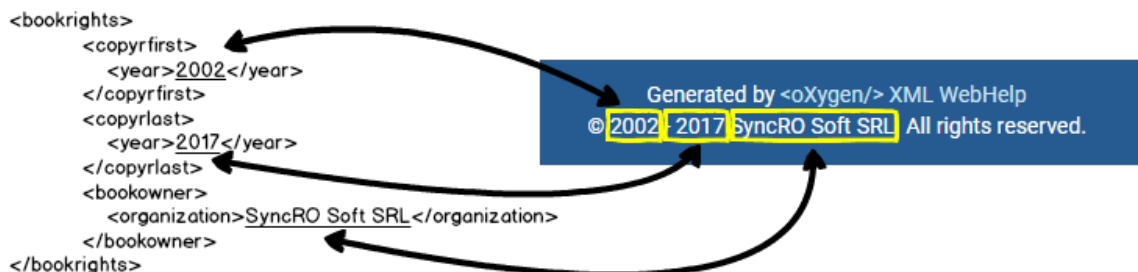 <bookrights>
<copyrfirst>
<year>2002</year>
</copyrfirst>
<copyrlast>
<year>2017</year>
</copyrlast>
<bookowner>
<organization>SyncRO Soft SRL</organization>
</bookowner>
</bookrights>
Generated by <oXygen/> XML WebHelp
© 2002 - 2017 SyncRO Soft SRL. All rights reserved.